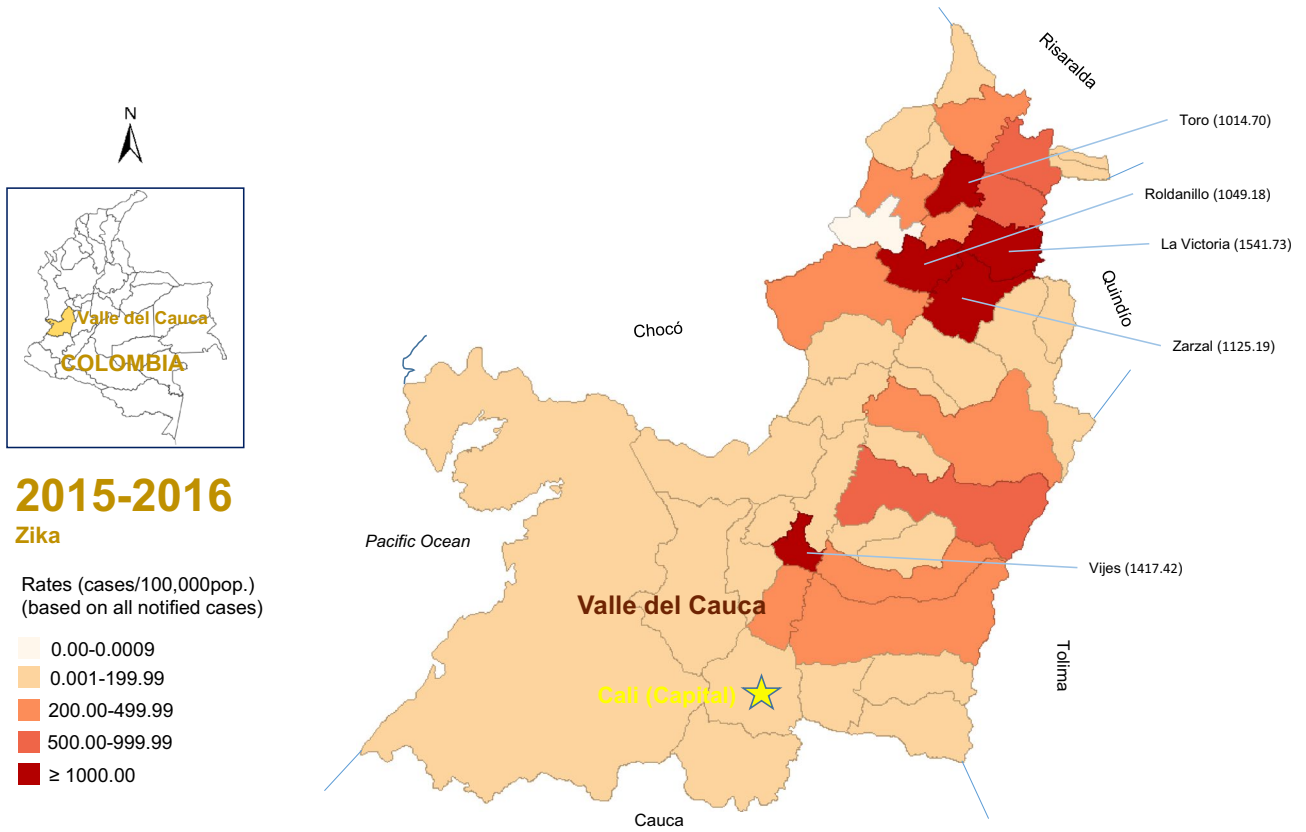 N
Valle del Cauca
COLOMBIA
2015-2016
Zika
Rates (cases/100,000pop.)
(based on all notified cases)
0.00-0.0009
0.001-199.99
200.00-499.99
500.00-999.99
≥ 1000.00
Risaralda
Toro (1014.70)
Roldanillo (1049.18)
La Victoria (1541.73)
Quindío
Chocó
Zarzal (1125.19)
Pacific Ocean
Vijes (1417.42)
Valle del Cauca
Tolima
Cali (Capital)
Cauca